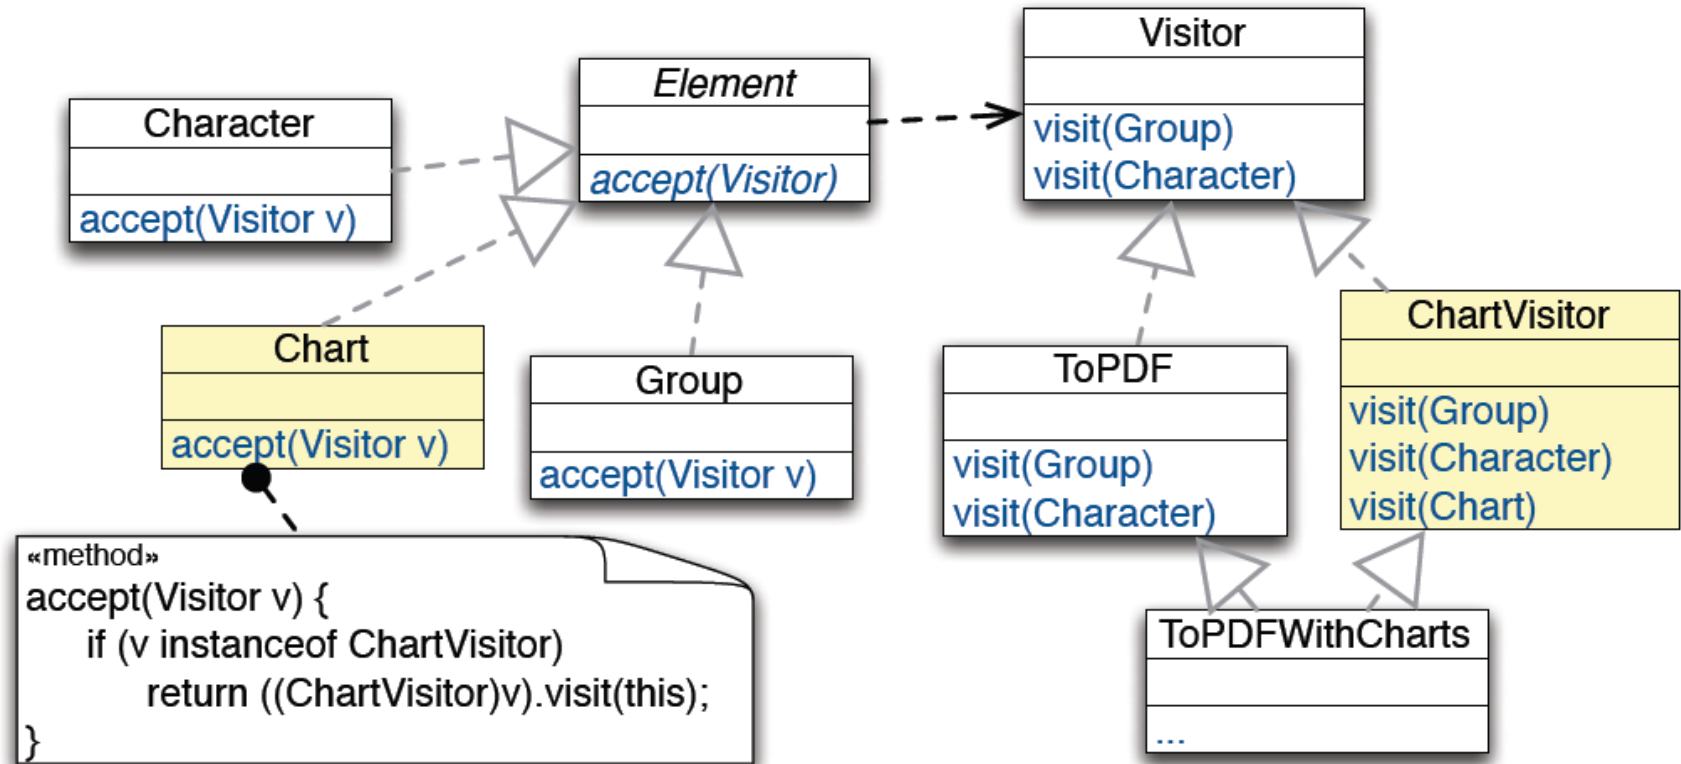 Character
accept(Visitor v)
Element
accept(Visitor)
Visitor
visit(Group)
visit(Character)
Chart
accept(Visitor v)
Group
accept(Visitor v)
ToPDF
visit(Group)
visit(Character)
ChartVisitor
visit(Group)
visit(Character)
visit(Chart)
«method»
accept(Visitor v) {
if (v instanceof ChartVisitor)
return ((ChartVisitor)v).visit(this);
}
ToPDFWithCharts
...